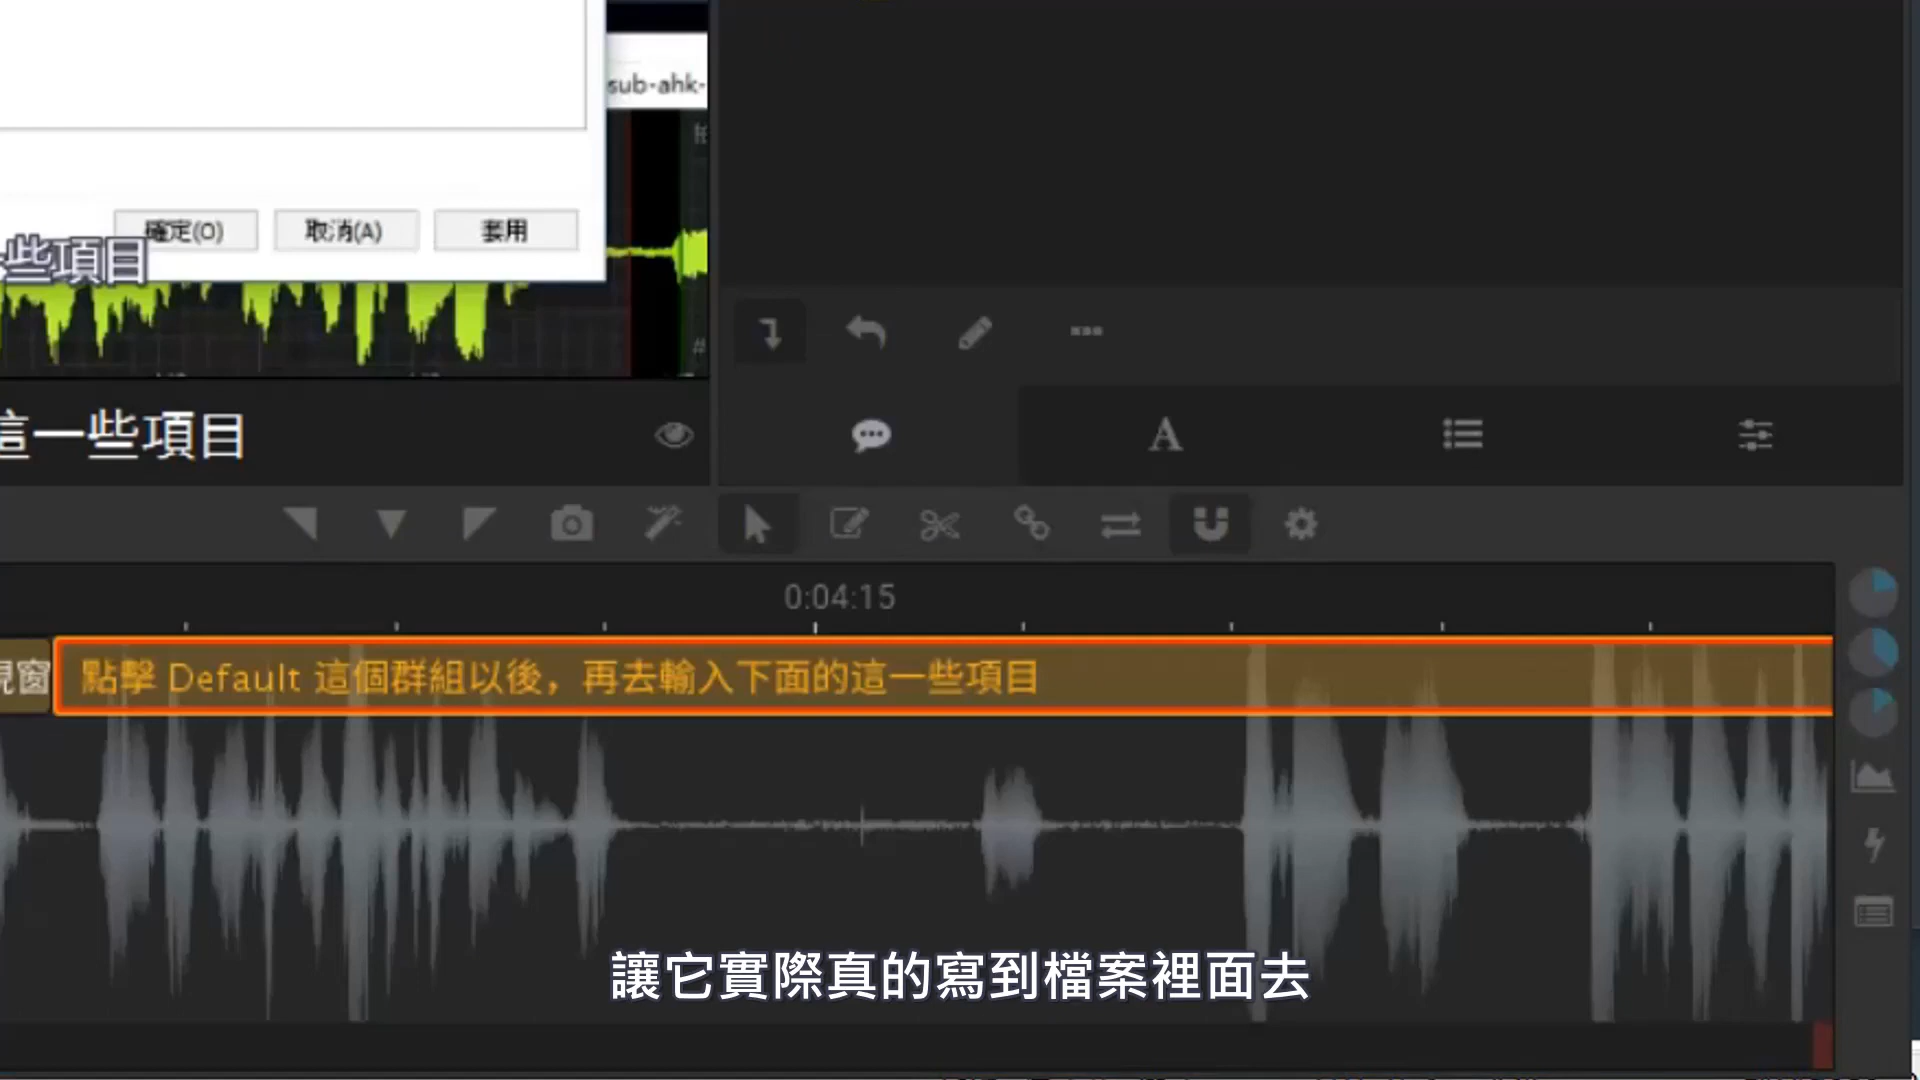 sub-ahk-
確定(O)
取消(A)
套用
些項目
這一些項目
A
0:04:15
視窗
點擊 Default 這個群組以後，再去輸入下面的這一些項目
讓它實際真的寫到檔案裡面去